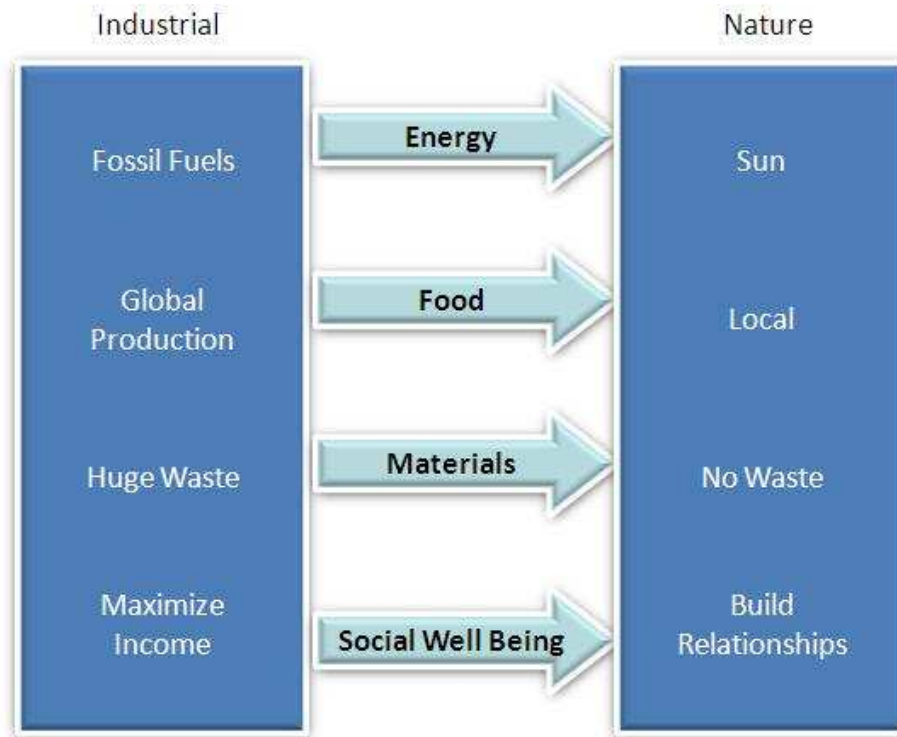 Industrial
Nature
Fossil Fuels
Energy
Sun
Global
Production
Food
Local
Huge Waste
Materials
No Waste
Maximize
Income
Social Well Being
Build
Relationships